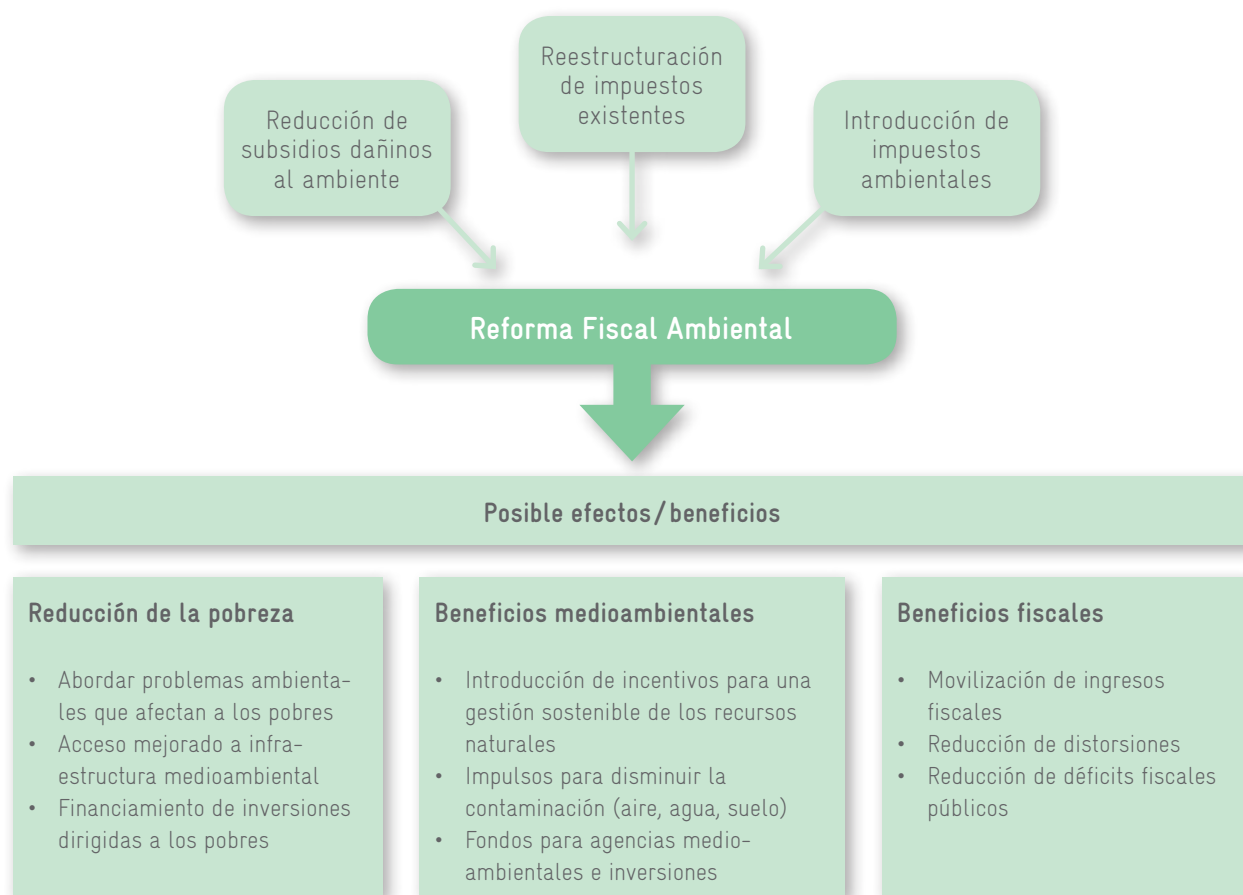 Reestructuración
de impuestos
existentes
Reducción de
subsidios dañinos
al ambiente
Introducción de
impuestos
ambientales
Reforma Fiscal Ambiental
Posible efectos/beneficios
Reducción de la pobreza
• Abordar problemas ambienta-
les que afectan a los pobres
• Acceso mejorado a infra-
estructura medioambiental
• Financiamiento de inversiones
dirigidas a los pobres
Beneficios medioambientales
• Introducción de incentivos para una
gestión sostenible de los recursos
naturales
• Impulsos para disminuir la
contaminación (aire, agua, suelo)
• Fondos para agencias medio-
ambientales e inversiones
Beneficios fiscales
• Movilización de ingresos
fiscales
• Reducción de distorsiones
• Reducción de déficits fiscales
públicos